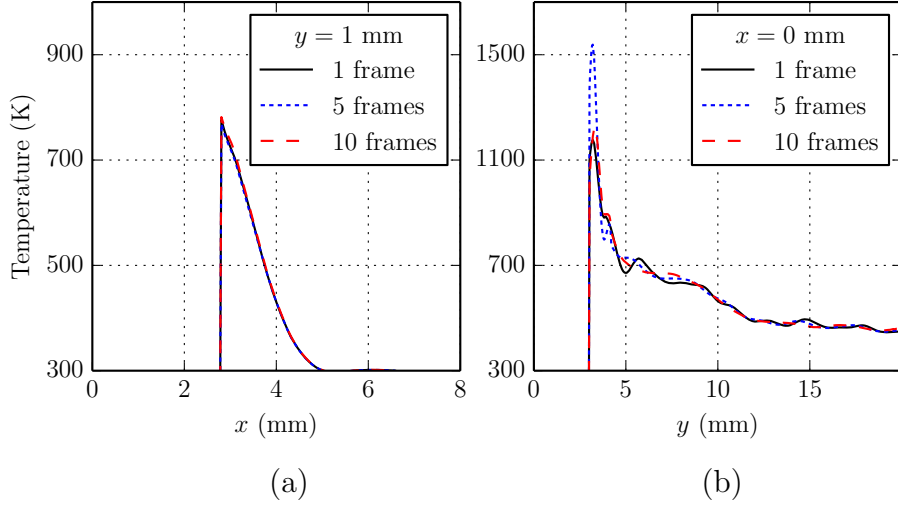 Temperature (K)
900
700
500
300
y = 1 mm
1 frame
5 frames
10 frames
0 2 4 6 8
x (mm)
(a)
1500
1100
700
300
x = 0 mm
1 frame
5 frames
10 frames
0 5 10 15
y (mm)
(b)